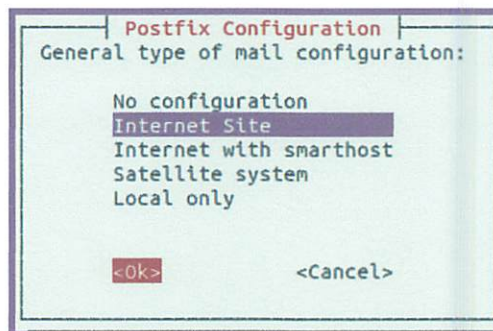 Postfix Configuration
General type of mail configuration:
No configuration
Internet Site
Internet with smarthost
Satellite system
Local only
<Ok> <Cancel>